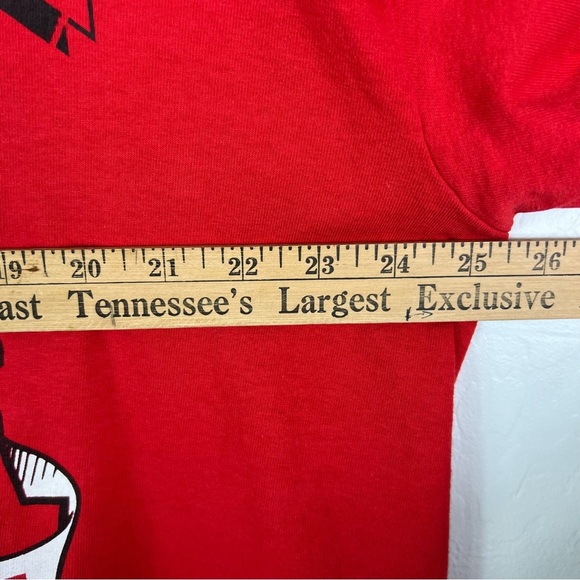 19 20 21 22 23 24 25 26
ast Tennessee's Largest Exclusive